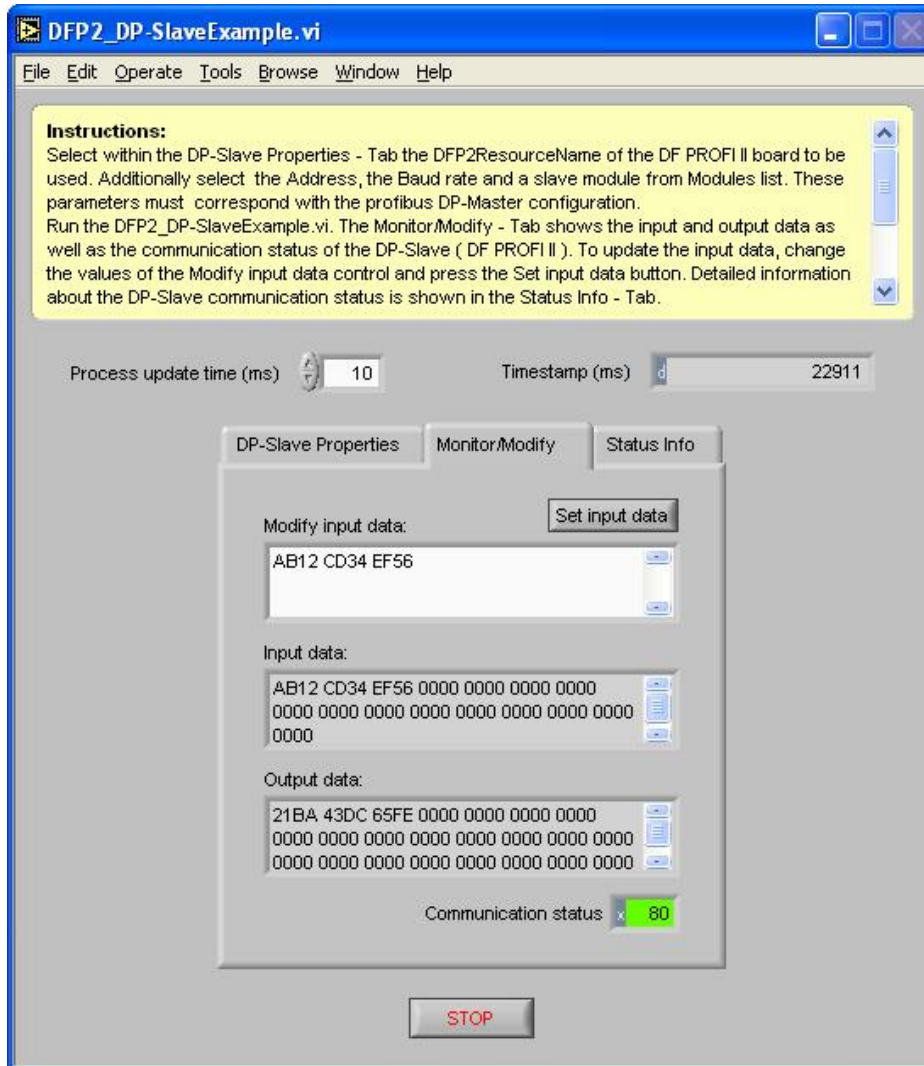 DFP2_DP-SlaveExample.vi
File Edit Operate Tools Browse Window Help
Instructions:
Select within the DP-Slave Properties - Tab the DFP2ResourceName of the DF PROFI II board to be
used. Additionally select the Address, the Baud rate and a slave module from Modules list. These
parameters must correspond with the profibus DP-Master configuration.
Run the DFP2_DP-SlaveExample.vi. The Monitor/Modify - Tab shows the input and output data as
well as the communication status of the DP-Slave ( DF PROFI II ). To update the input data, change
the values of the Modify input data control and press the Set input data button. Detailed information
about the DP-Slave communication status is shown in the Status Info - Tab.
Process update time (ms) 10 Timestamp (ms) d 22911
DP-Slave Properties Monitor/Modify Status Info
Set input data
Modify input data:
AB12 CD34 EF56
Input data:
AB12 CD34 EF56 0000 0000 0000 0000
0000 0000 0000 0000 0000 0000 0000 0000
0000
Output data:
21BA 43DC 65FE 0000 0000 0000 0000
0000 0000 0000 0000 0000 0000 0000 0000
0000 0000 0000 0000 0000 0000 0000 0000
Communication status x 80
STOP